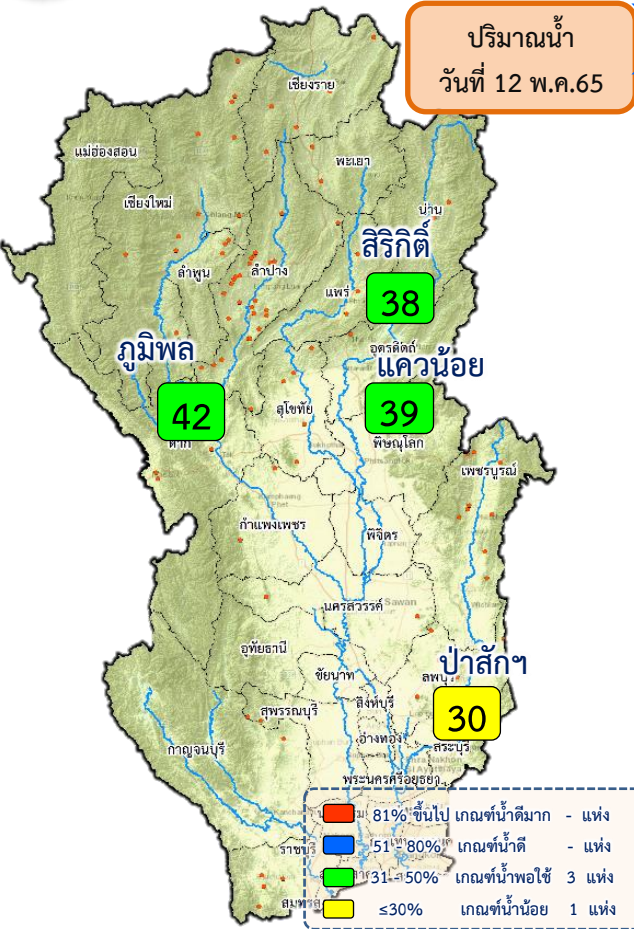 ปริมาณน้ำ
วันที่ 12 พ.ค.65
เชียงราย
แม่ฮ่องสอน
พะเยา
เชียงใหม่
น่าน
สิริกิติ์
ลำพูน
ลำปาง
แพร่
38
ภูมิพล
อุตรดิตถ์
แควน้อย
42
สุโขทัย
39
ตาก
พิษณุโลก
เพชรบูรณ์
กำแพงเพชร
พิจิตร
นครสวรรค์
Sawan
อุทัยธานี
ป่าสักฯ
ชัยนาท
ลพบุรี
สิงห์บุรี
สุพรรณบุรี
30
อ่างทอง
สระบุรี
กาญจนบุรี
พระนครศรีอยุธยา
81% ขึ้นไป เกณฑ์น้ำดีมาก - แห่ง
51 - 80% เกณฑ์น้ำดี - แห่ง
ราชบุรี
31 - 50% เกณฑ์น้ำพอใช้ 3 แห่ง
≤30% เกณฑ์น้ำน้อย 1 แห่ง